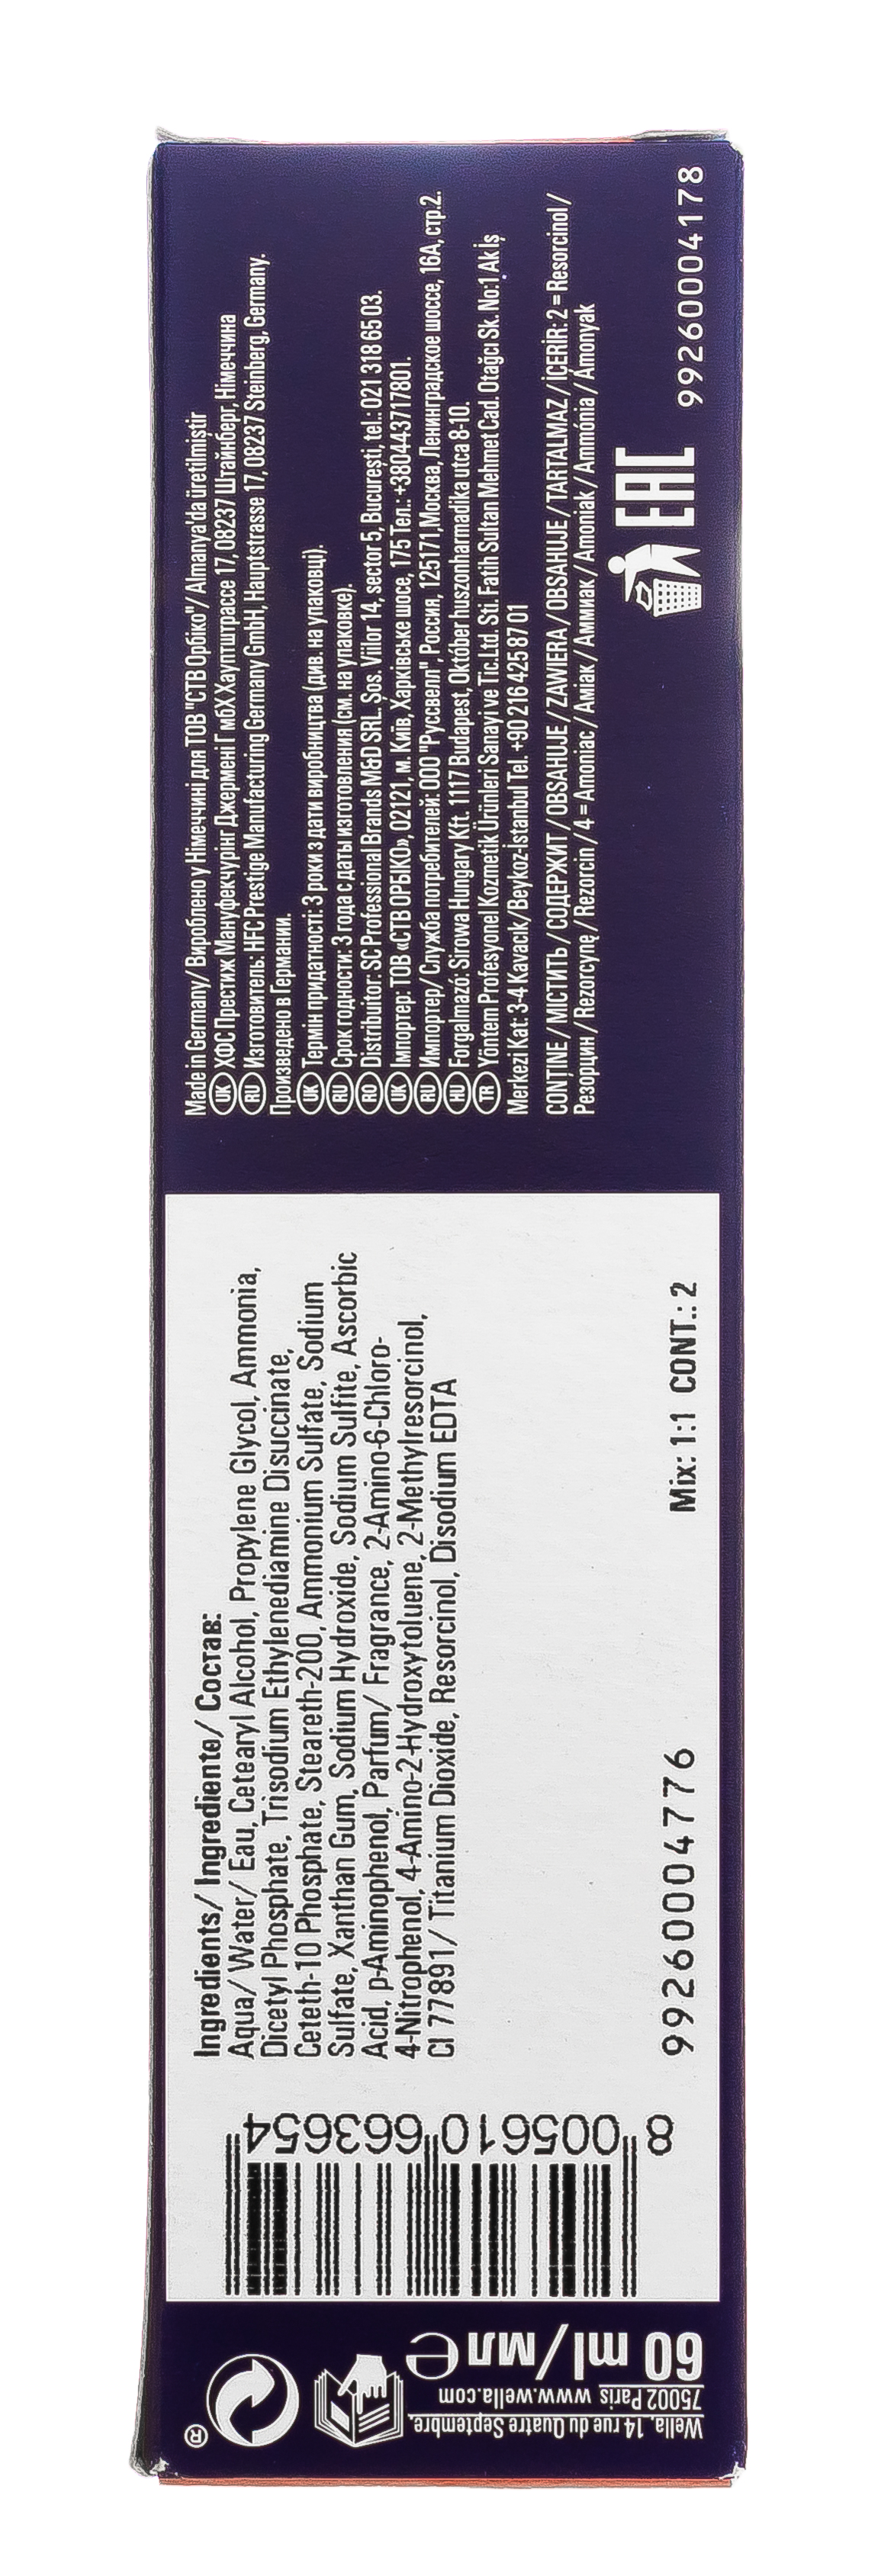 Made in Germany/ Вироблено у Німеччині для ТОВ "СТВ Орбіко"/ Almanya'da üretilmiştir
UK ХФС Престиж Мануфекчурінг Джермені ГмбХ Хауптштрассе 17, 08237 Штайнберг, Німеччина
RU Изготовитель: HFC Prestige Manufacturing Germany GmbH, Hauptstrasse 17, 08237 Steinberg, Germany.
Произведено в Германии.
UK Термін придатності: 3 роки з дати виробництва (див. на упаковці).
RU Срок годности: 3 года с даты изготовления (см. на упаковке).
RO Distribuitor: SC Professional Brands M&D SRL. Șos. Viilor 14, sector 5, București, tel.: 021 318 65 03.
UK Імпортер: ТОВ «СТВ ОРБІКО», 02121, м. Київ, Харківське шосе, 175 Тел.: +380443717801.
RU Импортер/ Служба потребителей: ООО "Руссвелл", Россия, 125171,Москва, Ленинградское шоссе, 16А, стр.2.
HU Forgalmazó: Sirowa Hungary Kft. 1117 Budapest, Október huszonharmadika utca 8-10.
TR Yöntem Profesyonel Kozmetik Ürünleri Sanayi ve Tic.Ltd. Sti. Fatih Sultan Mehmet Cad. Otağcı Sk. No:1 Ak İş
Merkezi Kat: 3-4 Kavacık/Beykoz-İstanbul Tel. +90 216 425 87 01
CONȚINE / МІСТИТЬ / СОДЕРЖИТ / OBSAHUJE / ZAWIERA / OBSAHUJE / TARTALMAZ / İÇERİR: 2 = Resorcinol /
Резорцин / Rezorcynę / Rezorcin / 4 = Amoniac / Аміак / Аммиак / Amoniak / Ammónia / Amonyak
EAC
99260004178
Ingredients/ Ingrediente/ Состав:
Aqua/ Water/ Eau, Cetearyl Alcohol, Propylene Glycol, Ammonia,
Dicetyl Phosphate, Trisodium Ethylenediamine Disuccinate,
Ceteth-10 Phosphate, Steareth-200, Ammonium Sulfate, Sodium
Sulfate, Xanthan Gum, Sodium Hydroxide, Sodium Sulfite, Ascorbic
Acid, p-Aminophenol, Parfum/ Fragrance, 2-Amino-6-Chloro-
4-Nitrophenol, 4-Amino-2-Hydroxytoluene, 2-Methylresorcinol,
CI 77891/ Titanium Dioxide, Resorcinol, Disodium EDTA
Mix: 1:1 CONT.: 2
99260004776
8 005610 663654
®
Wella, 14 rue du Quatre Septembre,
75002 Paris www.wella.com
60 ml/мл ℮